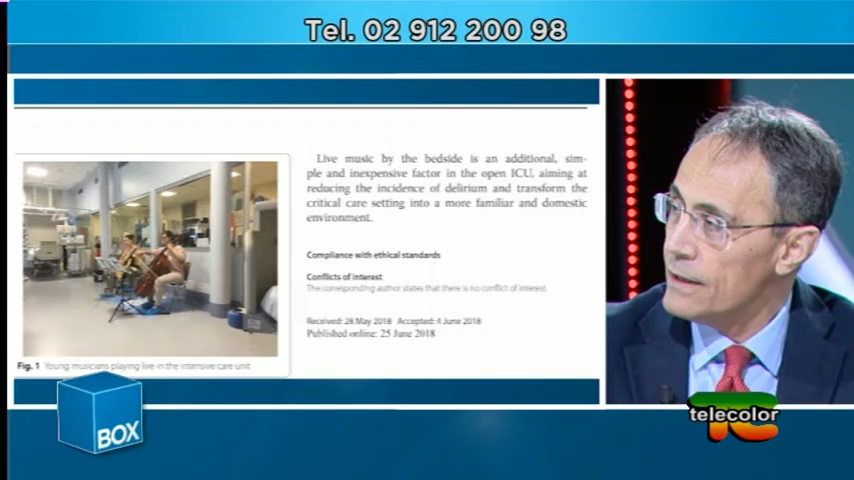 Tel. 02 912 200 98
Live music by the bedside is an additional, sim-
ple and inexpensive factor in the open ICU, aiming at
reducing the incidence of delirium and transform the
critical care setting into a more familiar and domestic
environment.
Compliance with ethical standards
Conflicts of interest
The corresponding author states that there is no conflict of interest.
Received: 28 May 2018 Accepted: 4 June 2018
Published online: 25 June 2018
Fig. 1 Young musicians playing live in the intensive care unit
BOX
telecolor
TC